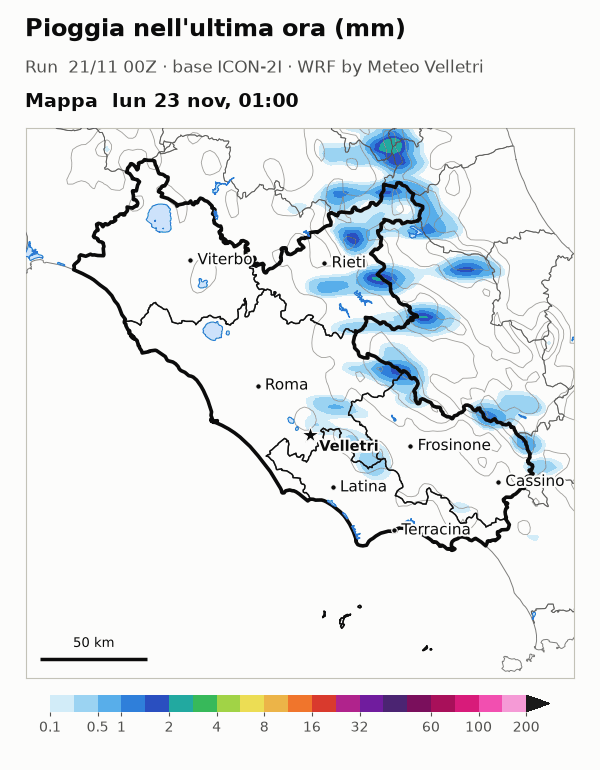 Pioggia nell'ultima ora (mm)
Run  21/11 00Z · base ICON-2I · WRF by Meteo Velletri
Mappa  lun 23 nov, 01:00
Viterbo
Rieti
Roma
Velletri
Frosinone
Cassino
Latina
Terracina
50 km
0.1 0.5 1 2 4 8 16 32 60 100 200